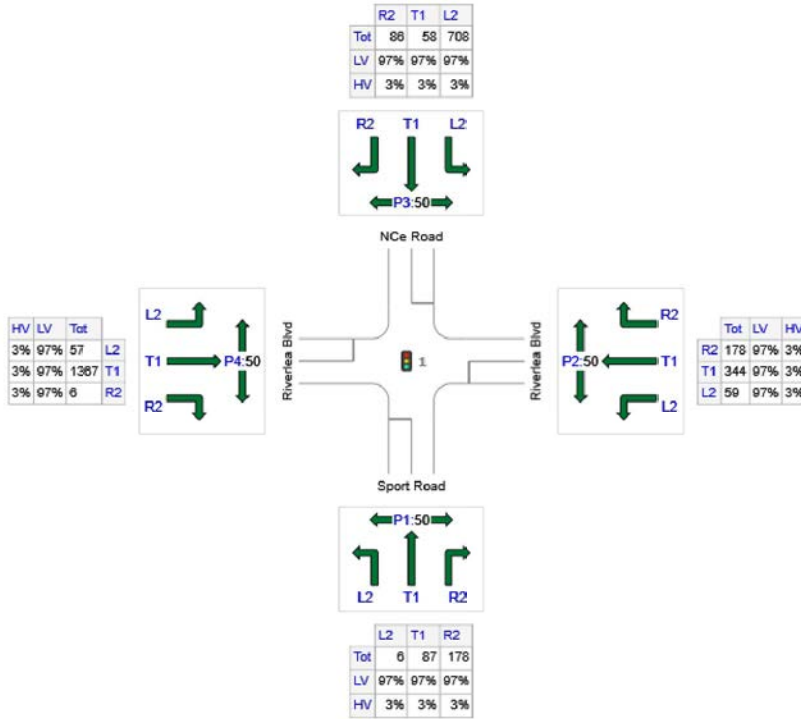 R2 T1 L2
Tot 86 58 708
LV 97% 97% 97%
HV 3% 3% 3%
R2 T1 L2
P3:50
NCe Road
HV LV Tot
3% 97% 57 L2
3% 97% 1367 T1
3% 97% 6 R2
L2
T1
R2
P4:50
Riverlea Blvd
1
Riverlea Blvd
P2:50
R2
T1
L2
Tot LV HV
R2 178 97% 3%
T1 344 97% 3%
L2 59 97% 3%
Sport Road
P1:50
L2 T1 R2
L2 T1 R2
Tot 6 87 178
LV 97% 97% 97%
HV 3% 3% 3%